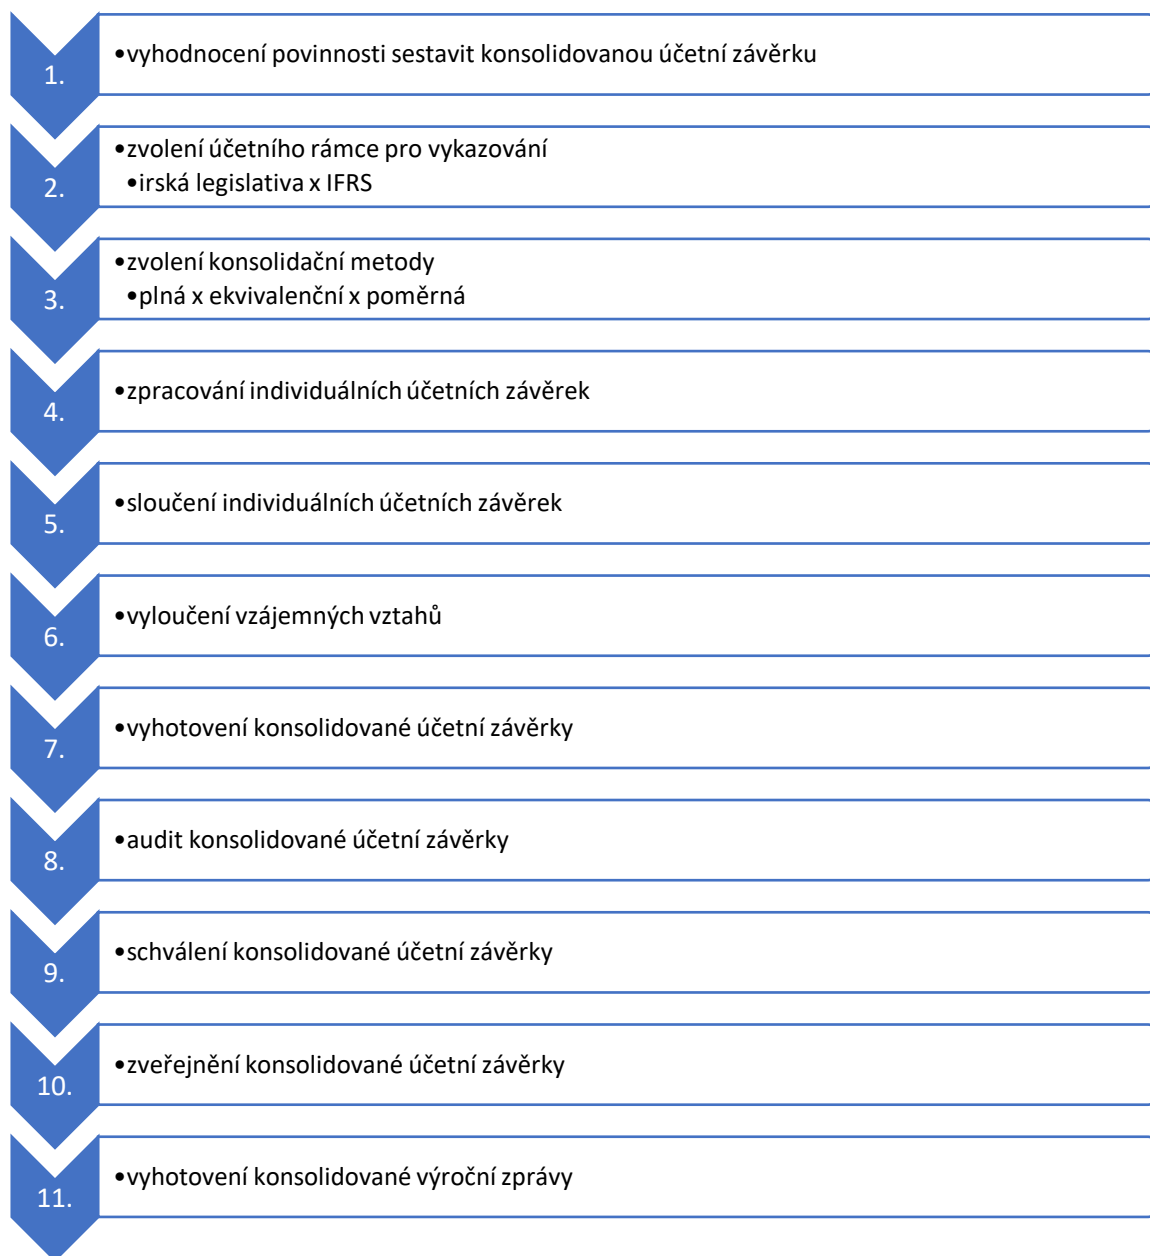 1.
•vyhodnocení povinnosti sestavit konsolidovanou účetní závěrku
2.
•zvolení účetního rámce pro vykazování
•irská legislativa x IFRS
3.
•zvolení konsolidační metody
•plná x ekvivalenční x poměrná
4.
•zpracování individuálních účetních závěrek
5.
•sloučení individuálních účetních závěrek
6.
•vyloučení vzájemných vztahů
7.
•vyhotovení konsolidované účetní závěrky
8.
•audit konsolidované účetní závěrky
9.
•schválení konsolidované účetní závěrky
10.
•zveřejnění konsolidované účetní závěrky
11.
•vyhotovení konsolidované výroční zprávy